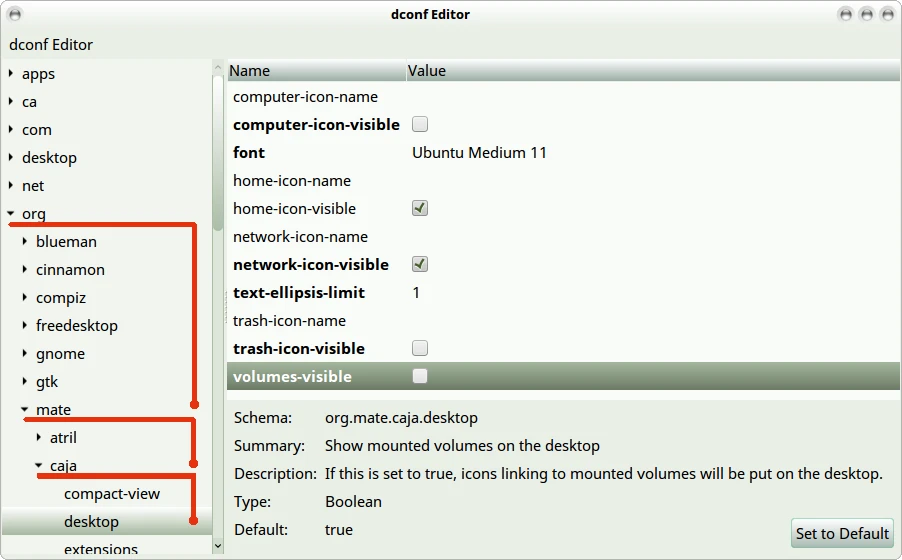 dconf Editor
dconf Editor
apps
ca
com
desktop
net
org
blueman
cinnamon
compiz
freedesktop
gnome
gtk
mate
atril
caja
compact-view
desktop
extensions
Name Value
computer-icon-name
computer-icon-visible
font Ubuntu Medium 11
home-icon-name
home-icon-visible
network-icon-name
network-icon-visible
text-ellipsis-limit 1
trash-icon-name
trash-icon-visible
volumes-visible
Schema: org.mate.caja.desktop
Summary: Show mounted volumes on the desktop
Description: If this is set to true, icons linking to mounted volumes will be put on the desktop.
Type: Boolean
Default: true
Set to Default